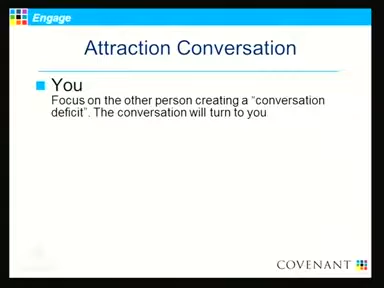 Engage
Attraction Conversation
You
Focus on the other person creating a “conversation
deficit”. The conversation will turn to you
COVENANT